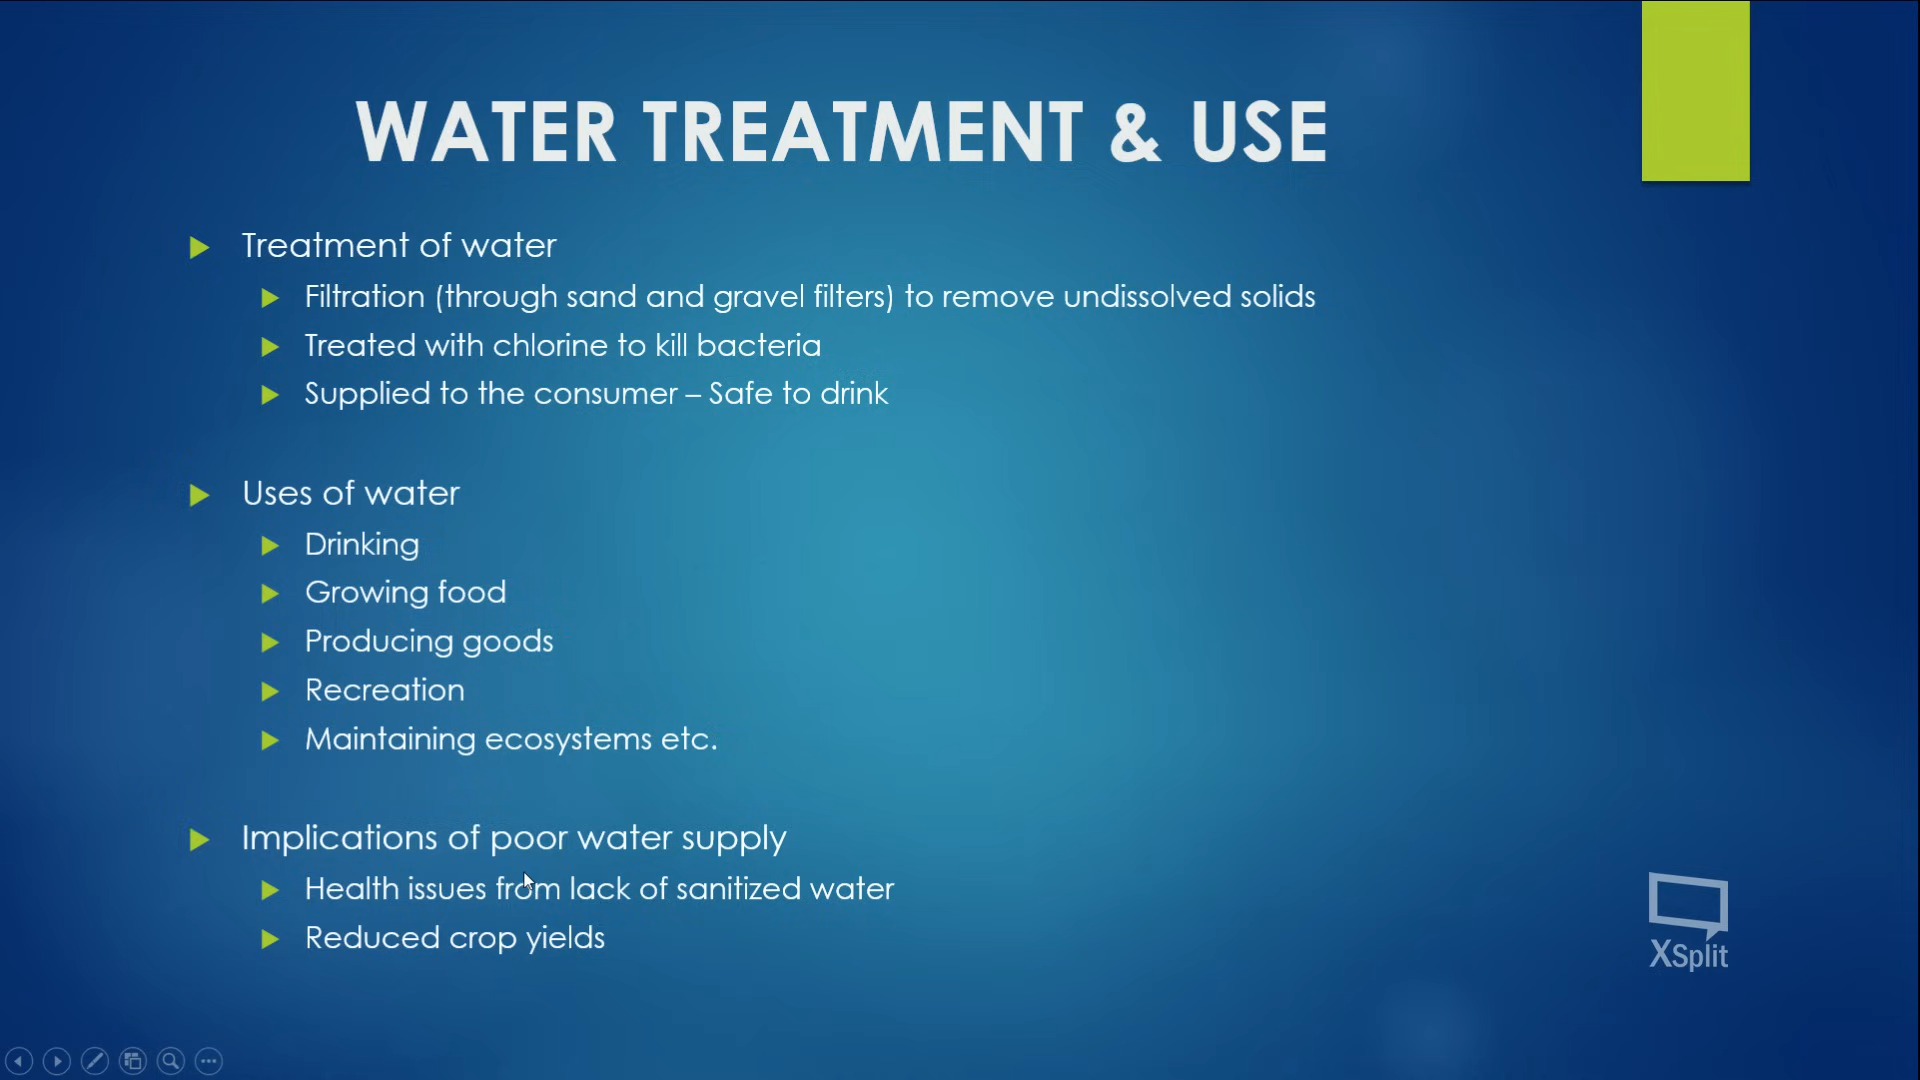 WATER TREATMENT & USE
Treatment of water
Filtration (through sand and gravel filters) to remove undissolved solids
Treated with chlorine to kill bacteria
Supplied to the consumer – Safe to drink
Uses of water
Drinking
Growing food
Producing goods
Recreation
Maintaining ecosystems etc.
Implications of poor water supply
Health issues from lack of sanitized water
Reduced crop yields
XSplit